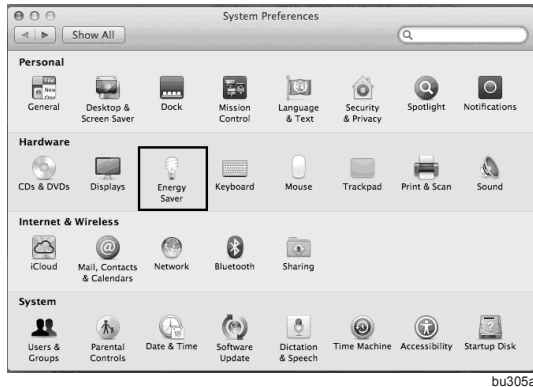 System Preferences
Show All
Personal
General
Desktop &
Screen Saver
Dock
Mission
Control
Language
& Text
Security
& Privacy
Spotlight
Notifications
Hardware
CDs & DVDs
Displays
Energy
Saver
Keyboard
Mouse
Trackpad
Print & Scan
Sound
Internet & Wireless
iCloud
Mail, Contacts
& Calendars
Network
Bluetooth
Sharing
System
Users &
Groups
Parental
Controls
Date & Time
Software
Update
Dictation
& Speech
Time Machine
Accessibility
Startup Disk
bu305a